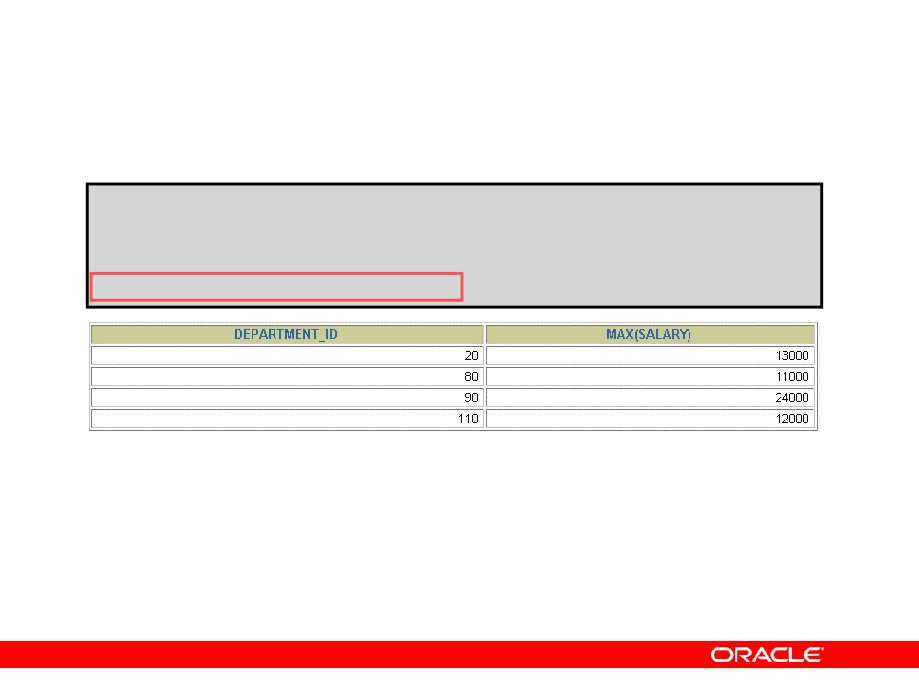 DEPARTMENT_ID MAX(SALARY)
20 13000
80 11000
90 24000
110 12000
ORACLE